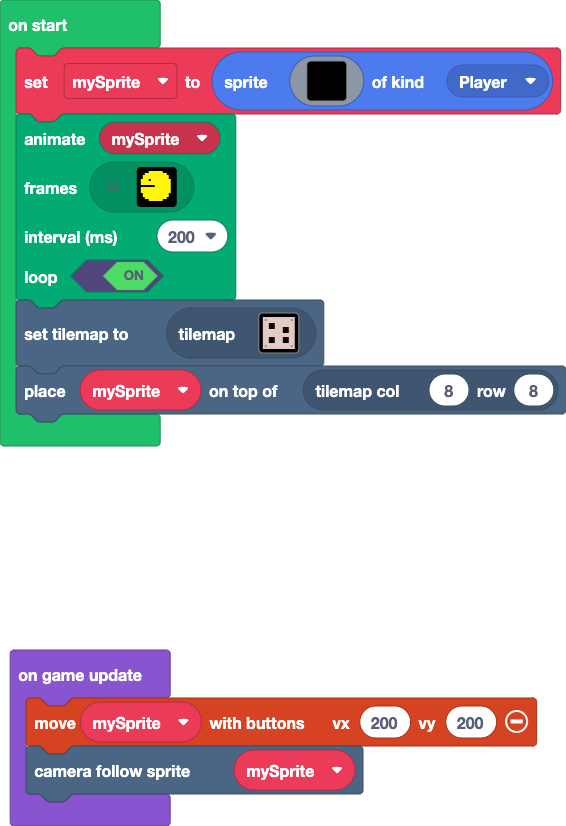 on start
set mySprite to sprite of kind Player
animate mySprite
frames
interval (ms) 200
loop ON
set tilemap to tilemap
place mySprite on top of tilemap col 8 row 8
on game update
move mySprite with buttons vx 200 vy 200
camera follow sprite mySprite